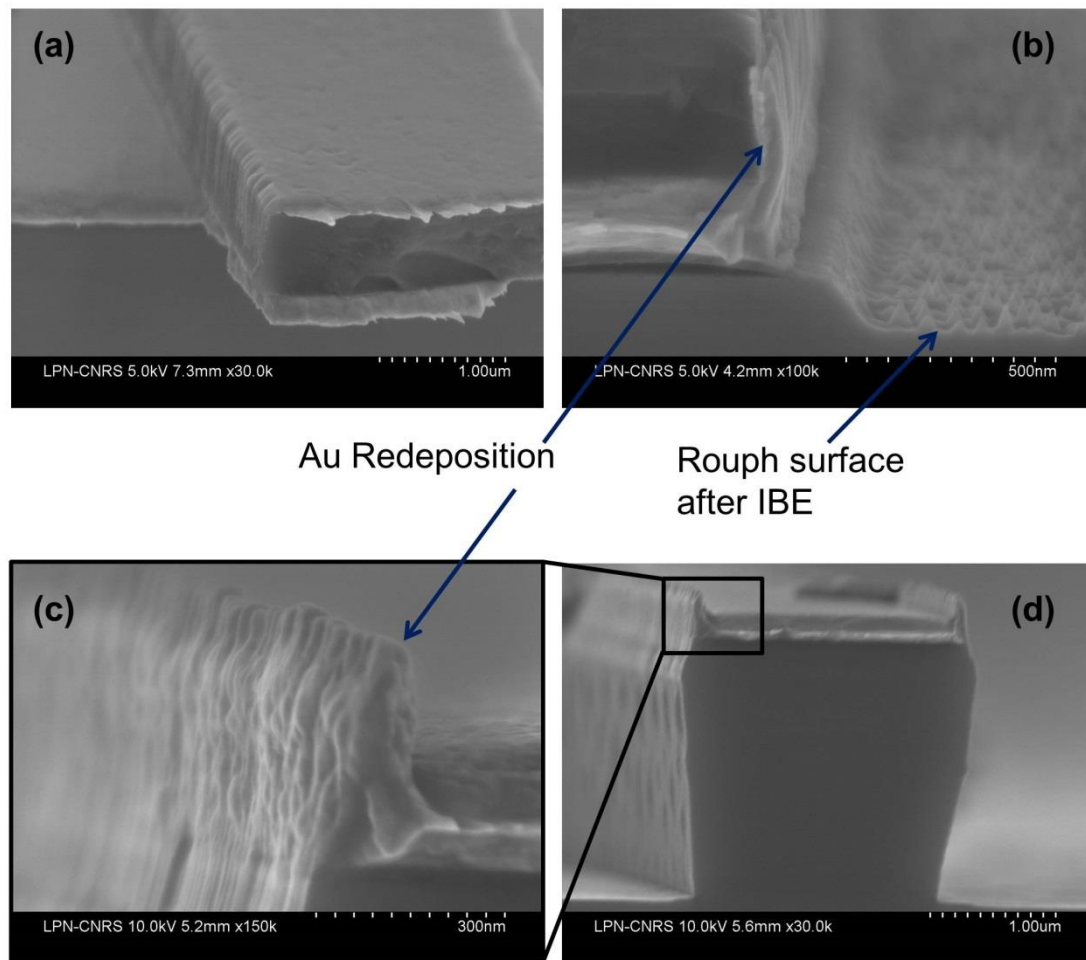 (a)
LPN-CNRS 5.0kV 7.3mm x30.0k 1.00um
(b)
LPN-CNRS 5.0kV 4.2mm x100k 500nm
Au Redeposition
Rouph surface
after IBE
(c)
LPN-CNRS 10.0kV 5.2mm x150k 300nm
(d)
LPN-CNRS 10.0kV 5.6mm x30.0k 1.00um